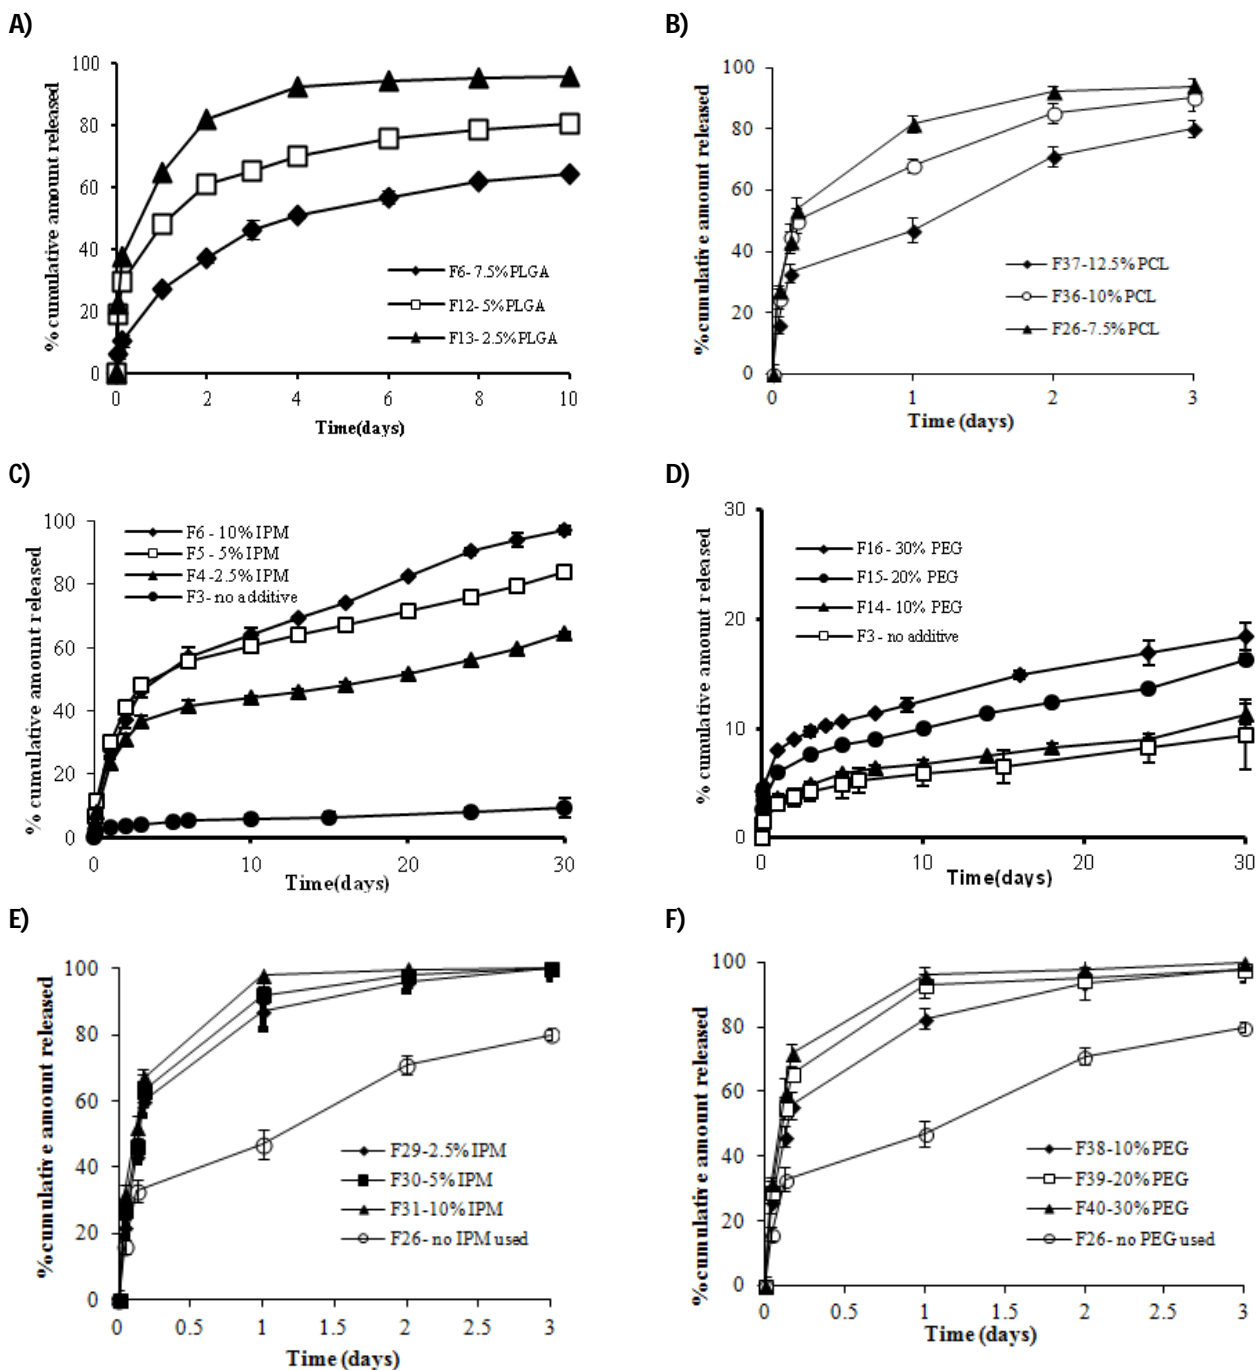 A)
% cumulative amount released
100
80
60
40
20
0
F6- 7.5%PLGA
F12- 5%PLGA
F13- 2.5%PLGA
0 2 4 6 8 10
Time(days)
B)
%cumulative amount released
100
80
60
40
20
0
F37-12.5% PCL
F36-10% PCL
F26-7.5% PCL
0 1 2 3
Time (days)
C)
% cumulative amount released
100
80
60
40
20
0
F6 - 10% IPM
F5 - 5% IPM
F4 -2.5% IPM
F3- no additive
0 10 20 30
Time(days)
D)
% cumulative amount released
30
20
10
0
F16 - 30% PEG
F15- 20% PEG
F14 - 10% PEG
F3 - no additive
0 10 20 30
Time(days)
E)
%cumulative amount released
100
80
60
40
20
0
F29-2.5% IPM
F30-5% IPM
F31-10% IPM
F26- no IPM used
0 0.5 1 1.5 2 2.5 3
Time (days)
F)
%cumulative amount released
100
80
60
40
20
0
F38-10% PEG
F39-20% PEG
F40-30% PEG
F26- no PEG used
0 0.5 1 1.5 2 2.5 3
Time (days)